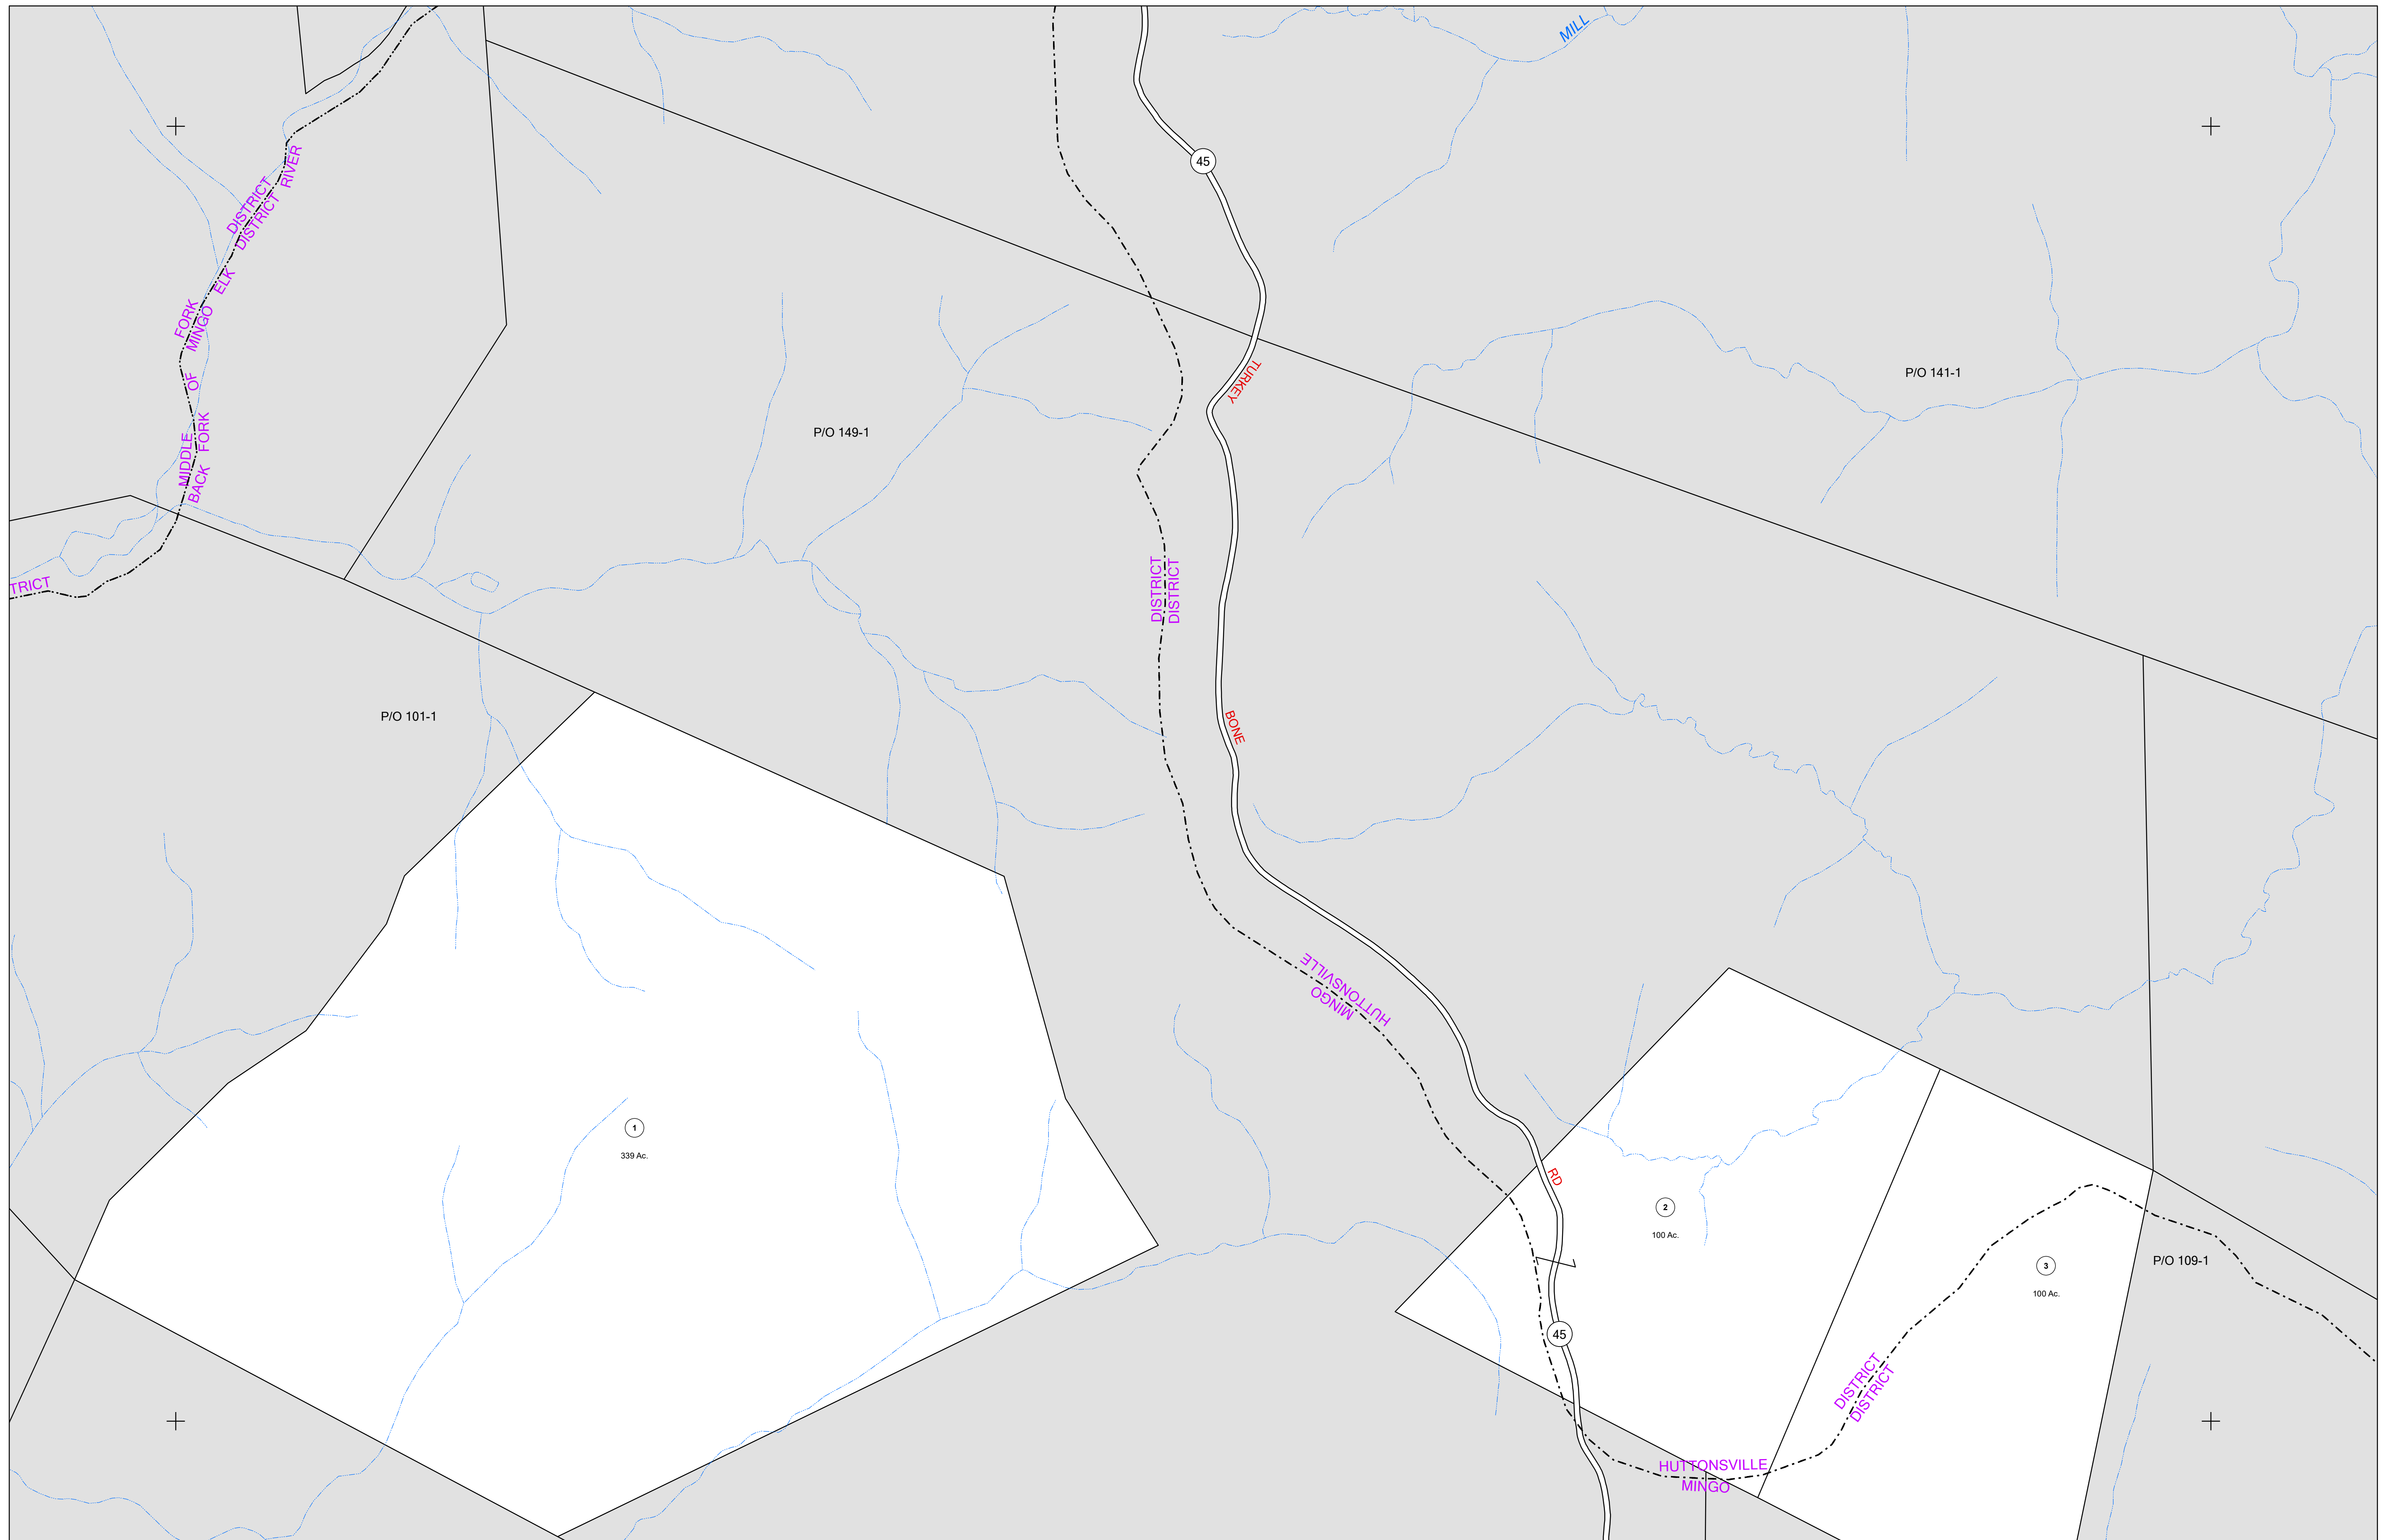 MILL
45
DISTRICT
DISTRICT RIVER
FORK
MINGO ELK
OF
MIDDLE
BACK FORK
TURKEY
P/O 141-1
P/O 149-1
TRICT
DISTRICT
DISTRICT
P/O 101-1
BONE
HUTTONSVILLE
MINGO
1
339 Ac.
RD
2
100 Ac.
3
100 Ac.
P/O 109-1
45
DISTRICT
DISTRICT
HUTTONSVILLE
MINGO